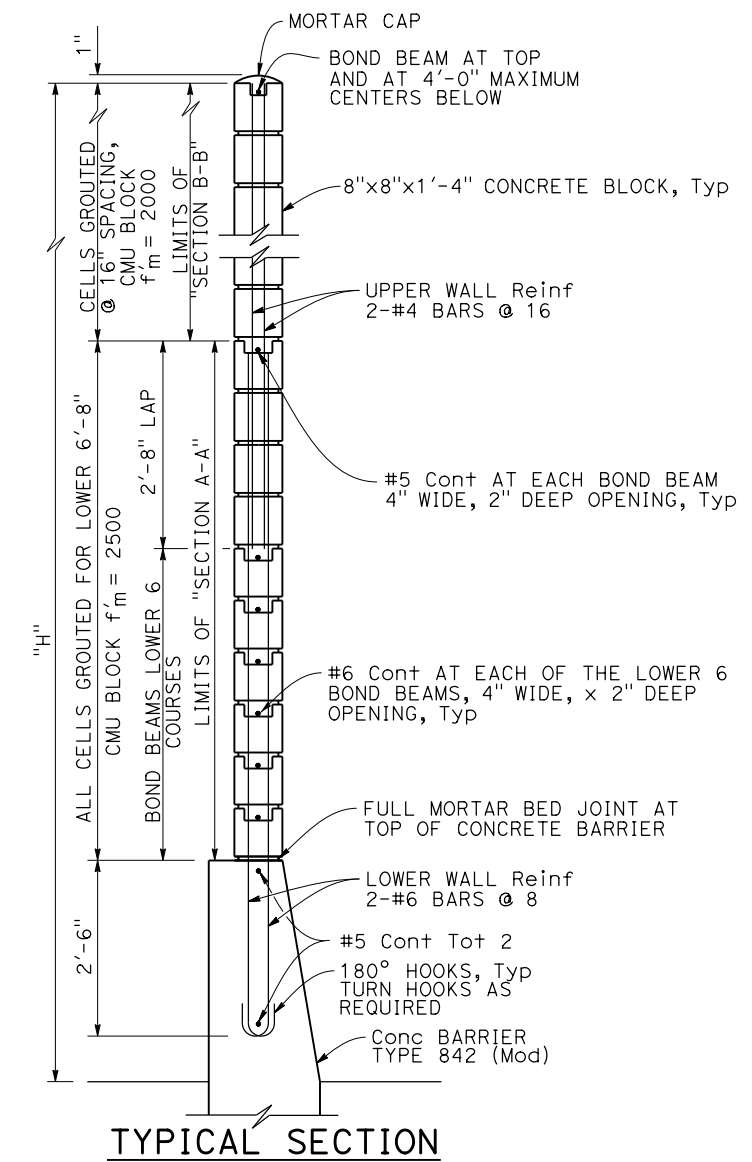 1"
MORTAR CAP
BOND BEAM AT TOP
AND AT 4'-0" MAXIMUM
CENTERS BELOW
CELLS GROUTED
@ 16" SPACING,
CMU BLOCK
f'm = 2000
LIMITS OF
"SECTION B-B"
8"x8"x1'-4" CONCRETE BLOCK, Typ
UPPER WALL Reinf
2-#4 BARS @ 16
"H"
ALL CELLS GROUTED FOR LOWER 6'-8"
CMU BLOCK f'm = 2500
2'-8" LAP
BOND BEAMS LOWER 6
COURSES
LIMITS OF "SECTION A-A"
#5 Cont AT EACH BOND BEAM
4" WIDE, 2" DEEP OPENING, Typ
#6 Cont AT EACH OF THE LOWER 6
BOND BEAMS, 4" WIDE, x 2" DEEP
OPENING, Typ
FULL MORTAR BED JOINT AT
TOP OF CONCRETE BARRIER
LOWER WALL Reinf
2-#6 BARS @ 8
2'-6"
#5 Cont Tot 2
180° HOOKS, Typ
TURN HOOKS AS
REQUIRED
Conc BARRIER
TYPE 842 (Mod)
TYPICAL SECTION